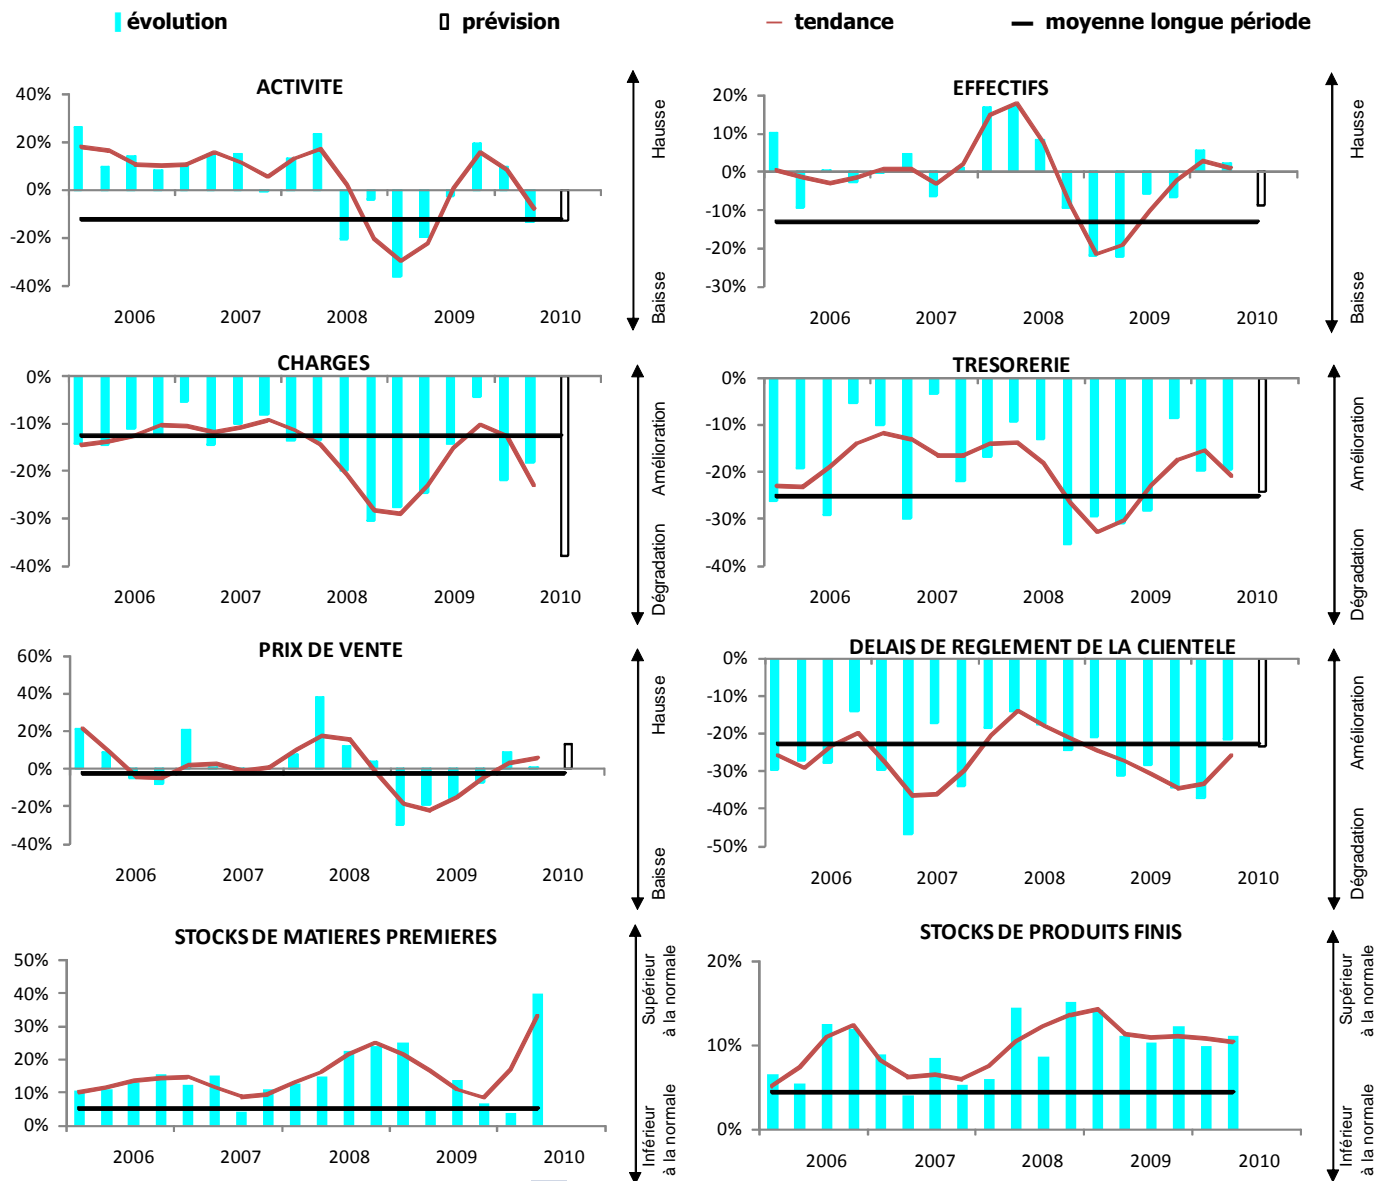 évolution prévision tendance moyenne longue période
ACTIVITE
40%
20%
0%
-20%
-40%
2006 2007 2008 2009 2010
Hausse
Baisse
EFFECTIFS
20%
10%
0%
-10%
-20%
-30%
2006 2007 2008 2009 2010
Hausse
Baisse
CHARGES
0%
-10%
-20%
-30%
-40%
2006 2007 2008 2009 2010
Amélioration
Dégradation
TRESORERIE
0%
-10%
-20%
-30%
-40%
2006 2007 2008 2009 2010
Amélioration
Dégradation
PRIX DE VENTE
60%
40%
20%
0%
-20%
-40%
2006 2007 2008 2009 2010
Hausse
Baisse
DELAIS DE REGLEMENT DE LA CLIENTELE
0%
-10%
-20%
-30%
-40%
-50%
2006 2007 2008 2009 2010
Amélioration
Dégradation
STOCKS DE MATIERES PREMIERES
50%
40%
30%
20%
10%
0%
2006 2007 2008 2009 2010
Supérieur
à la normale
Inférieur
à la normale
STOCKS DE PRODUITS FINIS
20%
10%
0%
2006 2007 2008 2009 2010
Supérieur
à la normale
Inférieur
à la normale